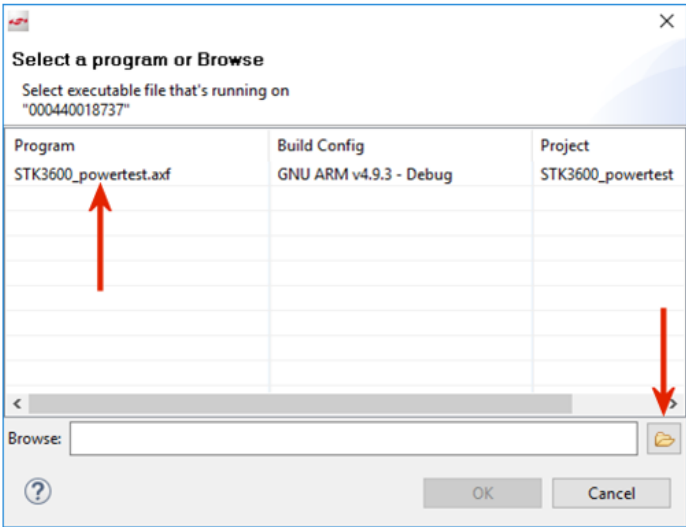 Select a program or Browse
Select executable file that's running on
"000440018737"
Program Build Config Project
STK3600_powertest.axf GNU ARM v4.9.3 - Debug STK3600_powertest
Browse:
OK Cancel